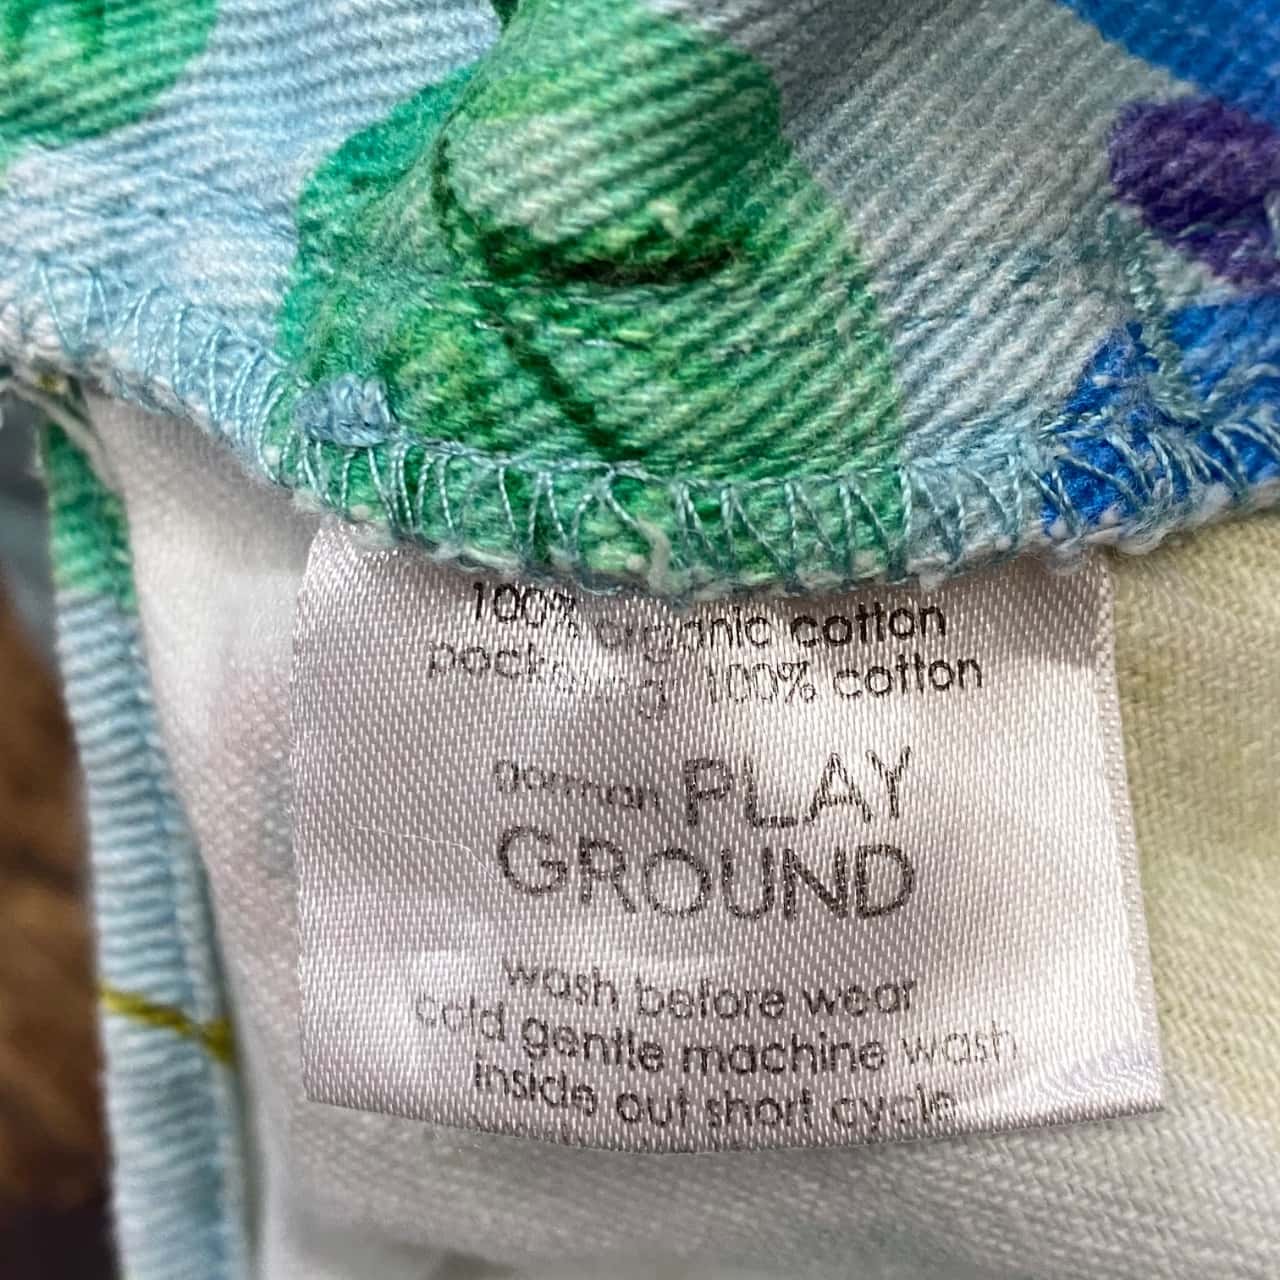 100% organic cotton
pocketing 100% cotton
gorman PLAY
GROUND
wash before wear
cold gentle machine wash
inside out short cycle